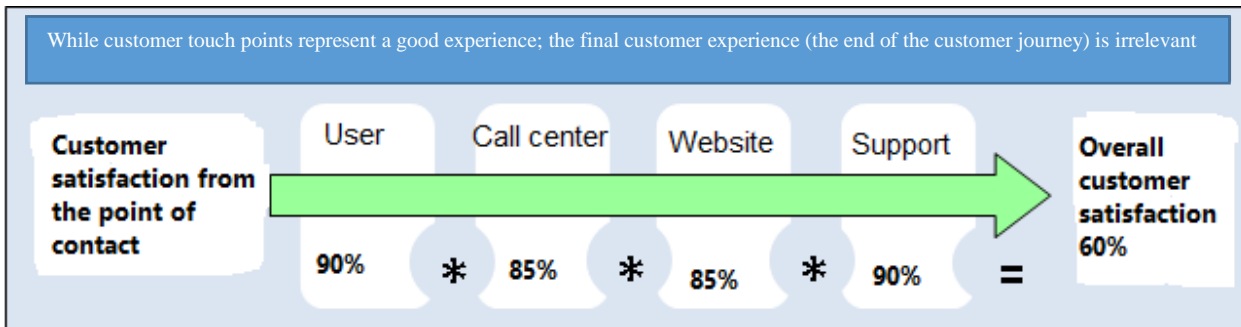 While customer touch points represent a good experience; the final customer experience (the end of the customer journey) is irrelevant
Customer
satisfaction from
the point of
contact
User
Call center
Website
Support
90%
*
85%
*
85%
*
90%
=
Overall
customer
satisfaction
60%